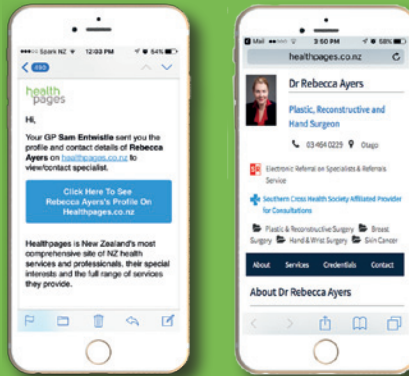 Spark NZ 12:03 PM 54%
490
health
pages
Hi,
Your GP Sam Entwistle sent you the
profile and contact details of Rebecca
Ayers on healthpages.co.nz to
view/contact specialist.
Click Here To See
Rebecca Ayers's Profile On
Healthpages.co.nz
Healthpages is New Zealand's most
comprehensive site of NZ health
services and professionals, their special
interests and the full range of services
they provide.
Mail 3:50 PM 58%
healthpages.co.nz
Dr Rebecca Ayers
Plastic, Reconstructive and
Hand Surgeon
03 464 0229 Otago
Electronic Referral on Specialists & Referrals
Service
Southern Cross Health Society Affiliated Provider
for Consultations
Plastic & Reconstructive Surgery Breast
Surgery Hand & Wrist Surgery Skin Cancer
About Services Credentials Contact
About Dr Rebecca Ayers